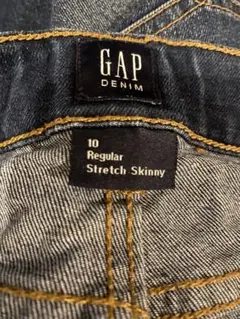 GAP
DENIM
10
Regular
Stretch Skinny